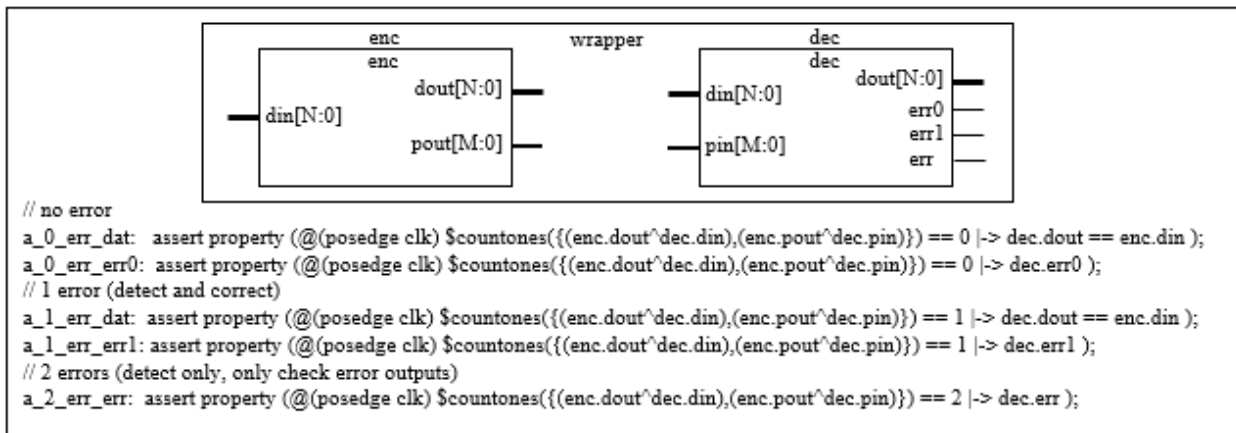 enc wrapper dec
enc dec
dout[N:0] dout[N:0]
din[N:0] din[N:0] err0
err1
pout[M:0] pin[M:0] err
// no error
a_0_err_dat: assert property (@(posedge clk) $countones({(enc.dout^dec.din),(enc.pout^dec.pin)}) == 0 |-> dec.dout == enc.din );
a_0_err_err0: assert property (@(posedge clk) $countones({(enc.dout^dec.din),(enc.pout^dec.pin)}) == 0 |-> dec.err0 );
// 1 error (detect and correct)
a_1_err_dat: assert property (@(posedge clk) $countones({(enc.dout^dec.din),(enc.pout^dec.pin)}) == 1 |-> dec.dout == enc.din );
a_1_err_err1: assert property (@(posedge clk) $countones({(enc.dout^dec.din),(enc.pout^dec.pin)}) == 1 |-> dec.err1 );
// 2 errors (detect only, only check error outputs)
a_2_err_err: assert property (@(posedge clk) $countones({(enc.dout^dec.din),(enc.pout^dec.pin)}) == 2 |-> dec.err );